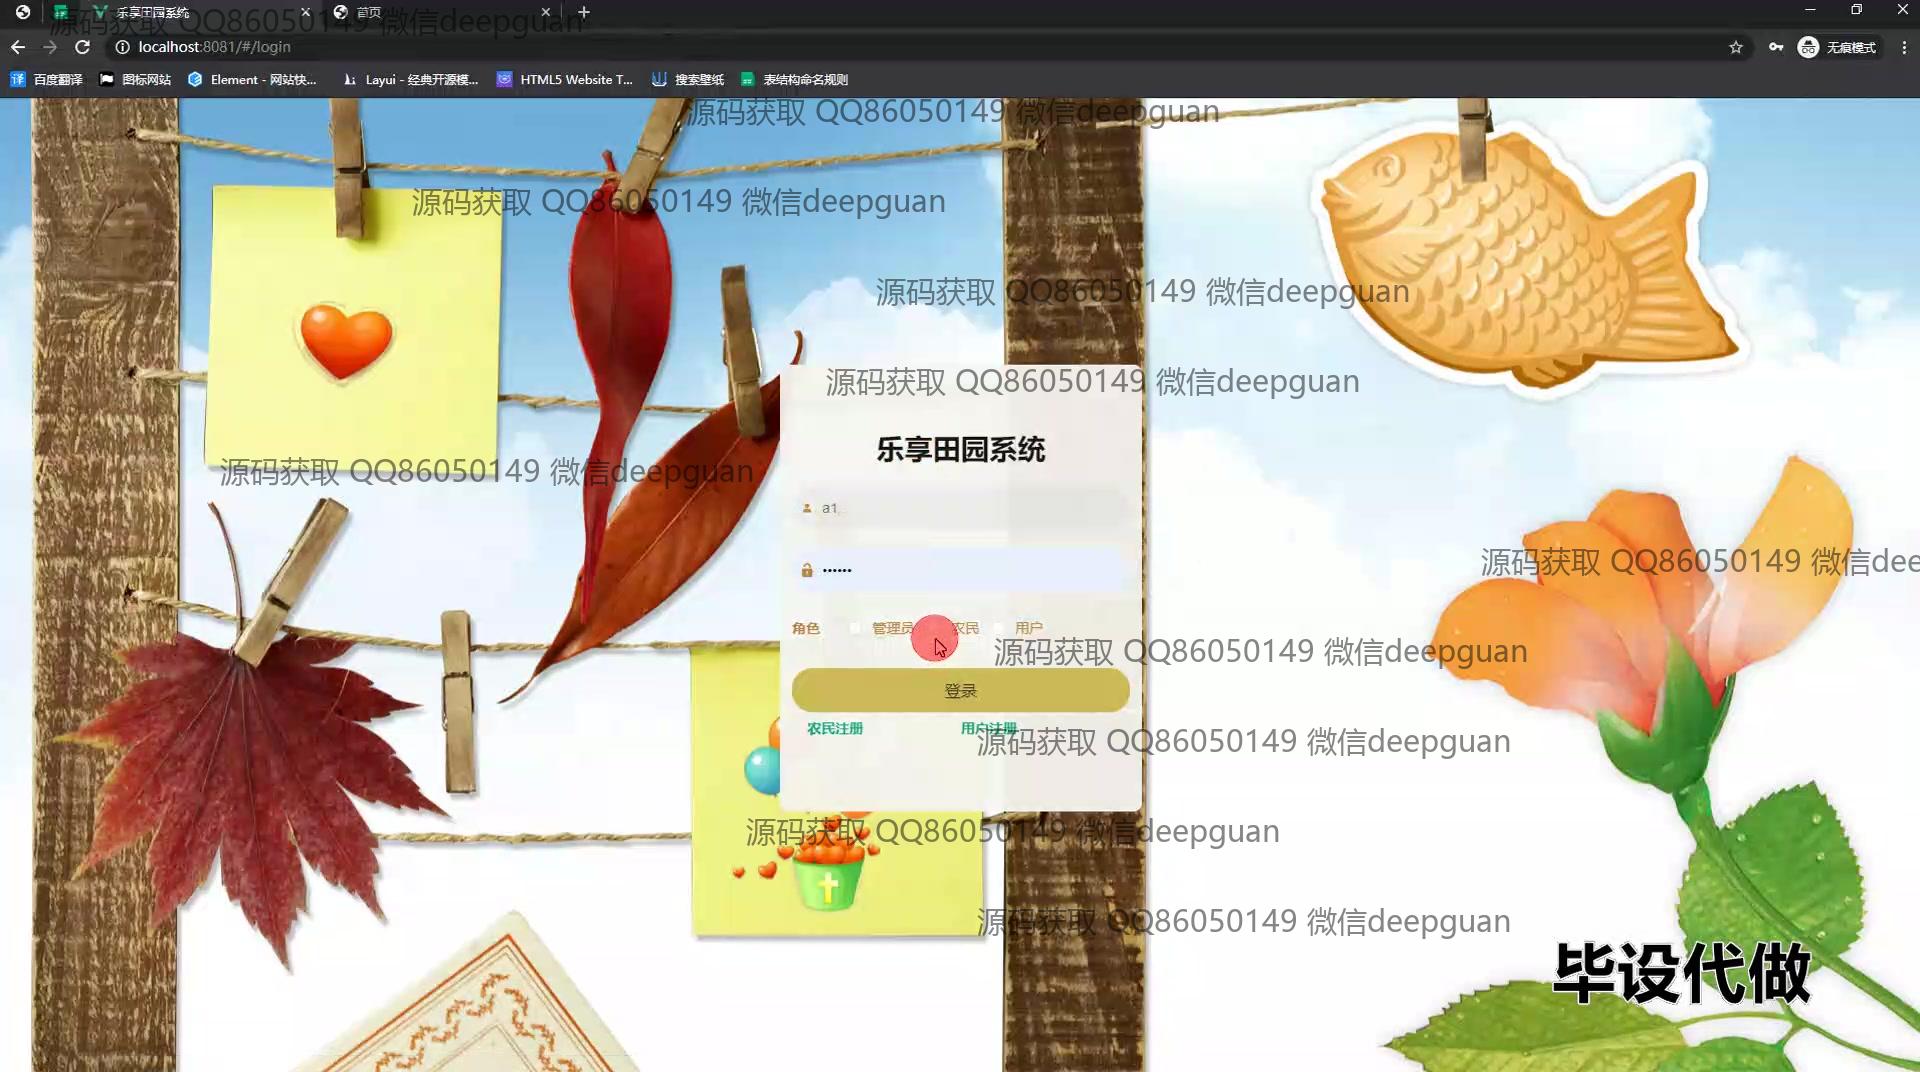 乐享田园系统
首页
源码获取 QQ86050149 微信deepguan
localhost:8081/#/login
无痕模式
百度翻译 图标网站 Element - 网站快... Layui - 经典开源模... HTML5 Website T... 搜索壁纸 表结构命名规则
源码获取 QQ86050149 微信deepguan
源码获取 QQ86050149 微信deepguan
源码获取 QQ86050149 微信deepguan
源码获取 QQ86050149 微信deepguan
乐享田园系统
源码获取 QQ86050149 微信deepguan
a1
源码获取 QQ86050149 微信dee
角色 管理员 农民 用户
源码获取 QQ86050149 微信deepguan
登录
农民注册 用户注册
源码获取 QQ86050149 微信deepguan
源码获取 QQ86050149 微信deepguan
源码获取 QQ86050149 微信deepguan
毕设代做